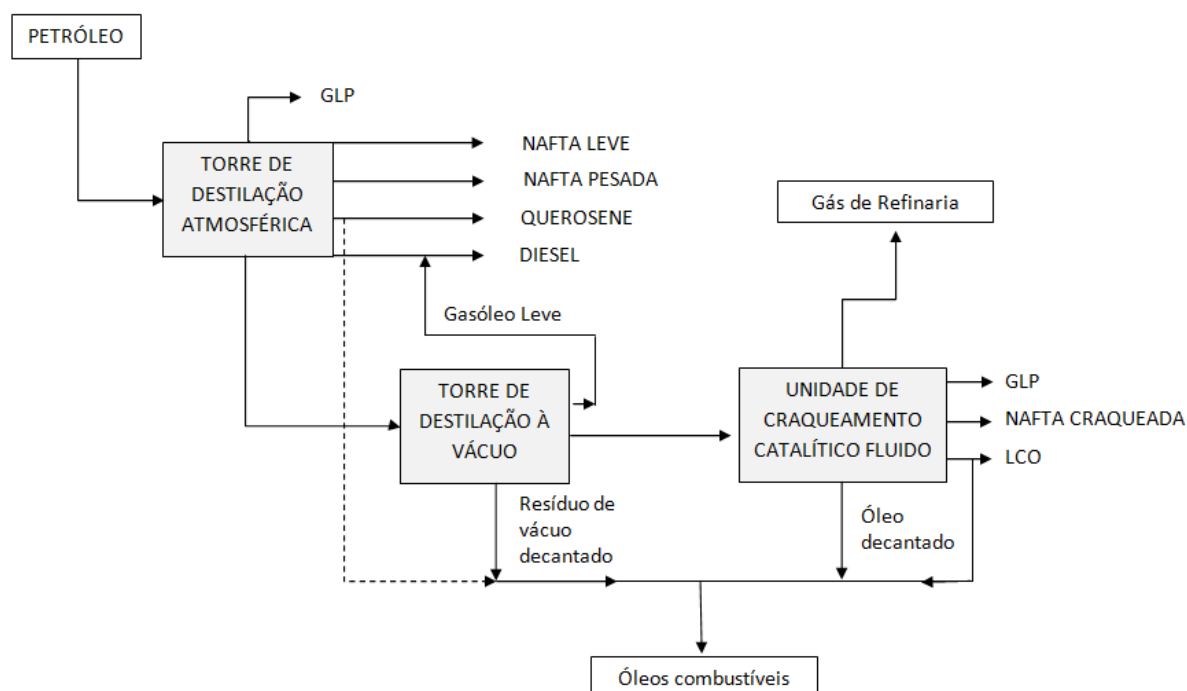 PETRÓLEO
GLP
TORRE DE
DESTILAÇÃO
ATMOSFÉRICA
NAFTA LEVE
NAFTA PESADA
QUEROSENE
DIESEL
Gás de Refinaria
Gasóleo Leve
TORRE DE
DESTILAÇÃO À
VÁCUO
UNIDADE DE
CRAQUEAMENTO
CATALÍTICO FLUIDO
GLP
NAFTA CRAQUEADA
LCO
Resíduo de
vácuo
decantado
Óleo
decantado
Óleos combustíveis